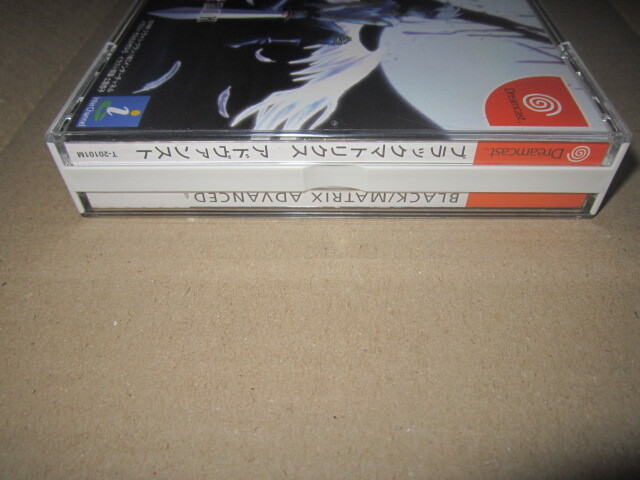 Dreamcast
interChannel
Dreamcast
ブラックマトリクス アドヴァンスト
T-20101M
BLACK/MATRIX ADVANCED